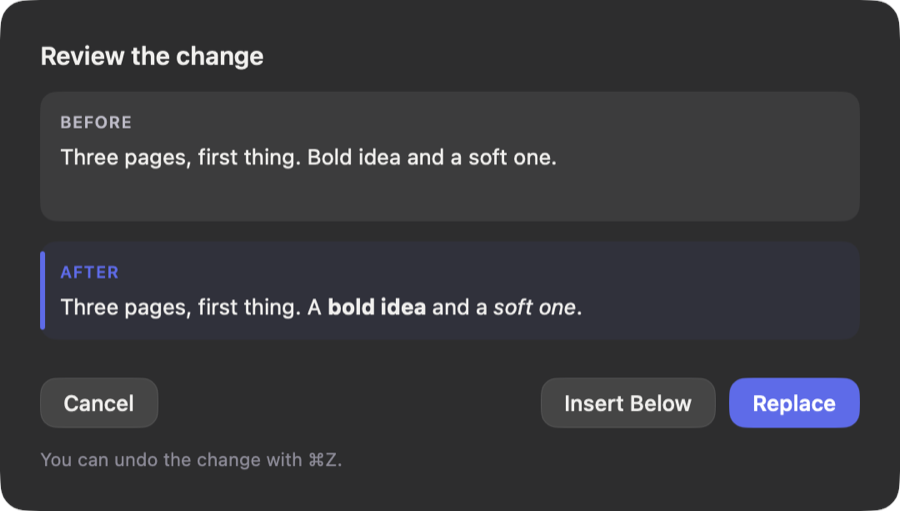 Review the change
BEFORE
Three pages, first thing. Bold idea and a soft one.
AFTER
Three pages, first thing. A bold idea and a soft one.
Cancel
Insert Below
Replace
You can undo the change with ⌘Z.